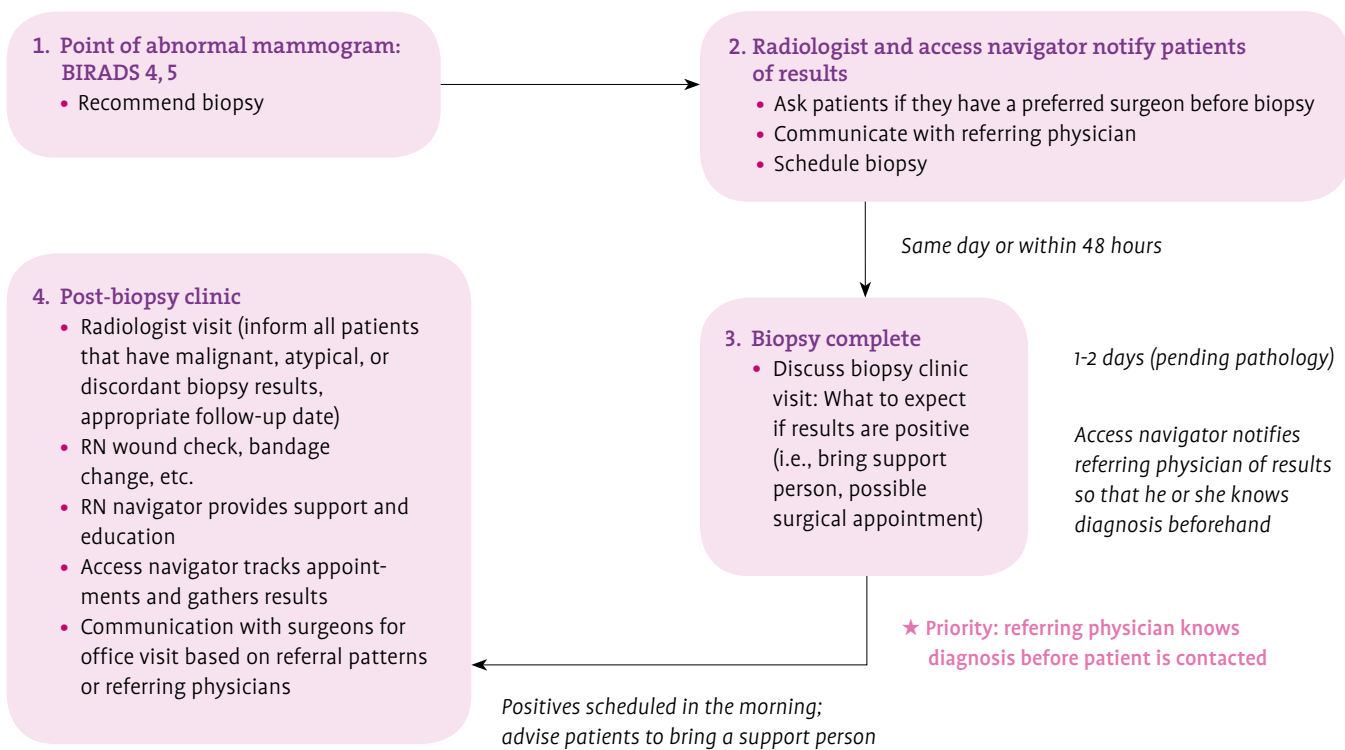 1. Point of abnormal mammogram:
BIRADS 4, 5
• Recommend biopsy
2. Radiologist and access navigator notify patients
of results
• Ask patients if they have a preferred surgeon before biopsy
• Communicate with referring physician
• Schedule biopsy
Same day or within 48 hours
3. Biopsy complete
• Discuss biopsy clinic
visit: What to expect
if results are positive
(i.e., bring support
person, possible
surgical appointment)
1-2 days (pending pathology)
Access navigator notifies
referring physician of results
so that he or she knows
diagnosis beforehand
★ Priority: referring physician knows
diagnosis before patient is contacted
Positives scheduled in the morning;
advise patients to bring a support person
4. Post-biopsy clinic
• Radiologist visit (inform all patients
that have malignant, atypical, or
discordant biopsy results,
appropriate follow-up date)
• RN wound check, bandage
change, etc.
• RN navigator provides support and
education
• Access navigator tracks appoint-
ments and gathers results
• Communication with surgeons for
office visit based on referral patterns
or referring physicians